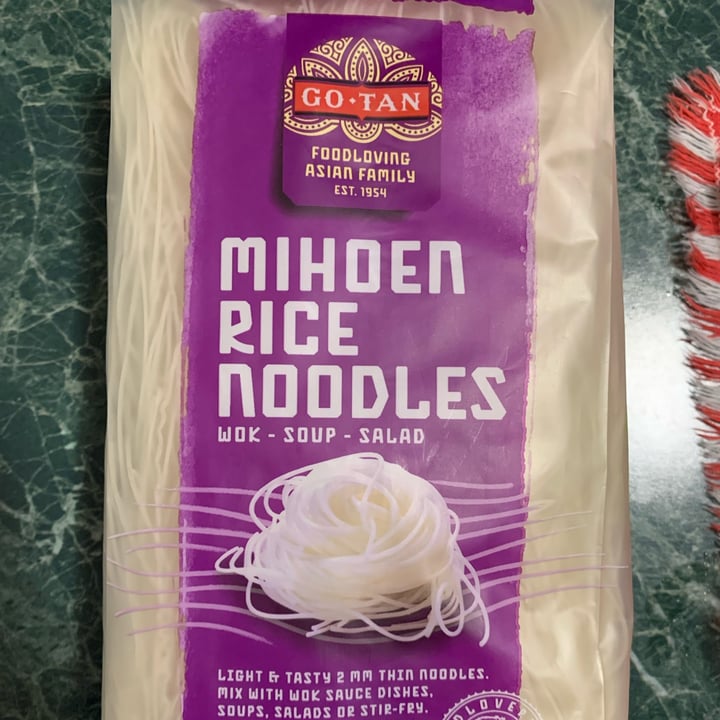 GO·TAN
FOODLOVING
ASIAN FAMILY
EST. 1954
MIHOEN
RICE
NOODLES
WOK - SOUP - SALAD
LIGHT & TASTY 2 MM THIN NOODLES.
MIX WITH WOK SAUCE DISHES,
SOUPS, SALADS OR STIR-FRY.